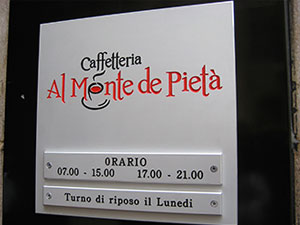 Caffetteria
Al Monte de Pietà
ORARIO
07.00 - 15.00 17.00 - 21.00
Turno di riposo il Lunedi